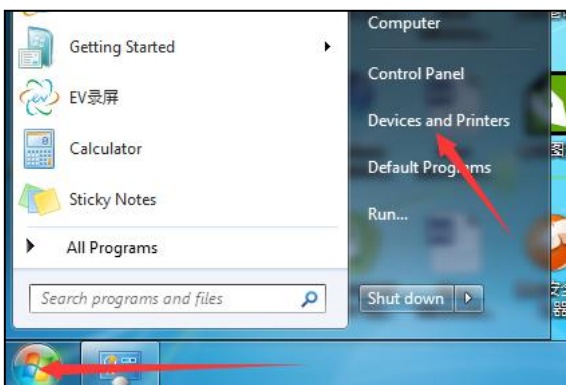 Getting Started
EV录屏
Calculator
Sticky Notes
All Programs
Search programs and files
Computer
Control Panel
Devices and Printers
Default Programs
Run...
Shut down